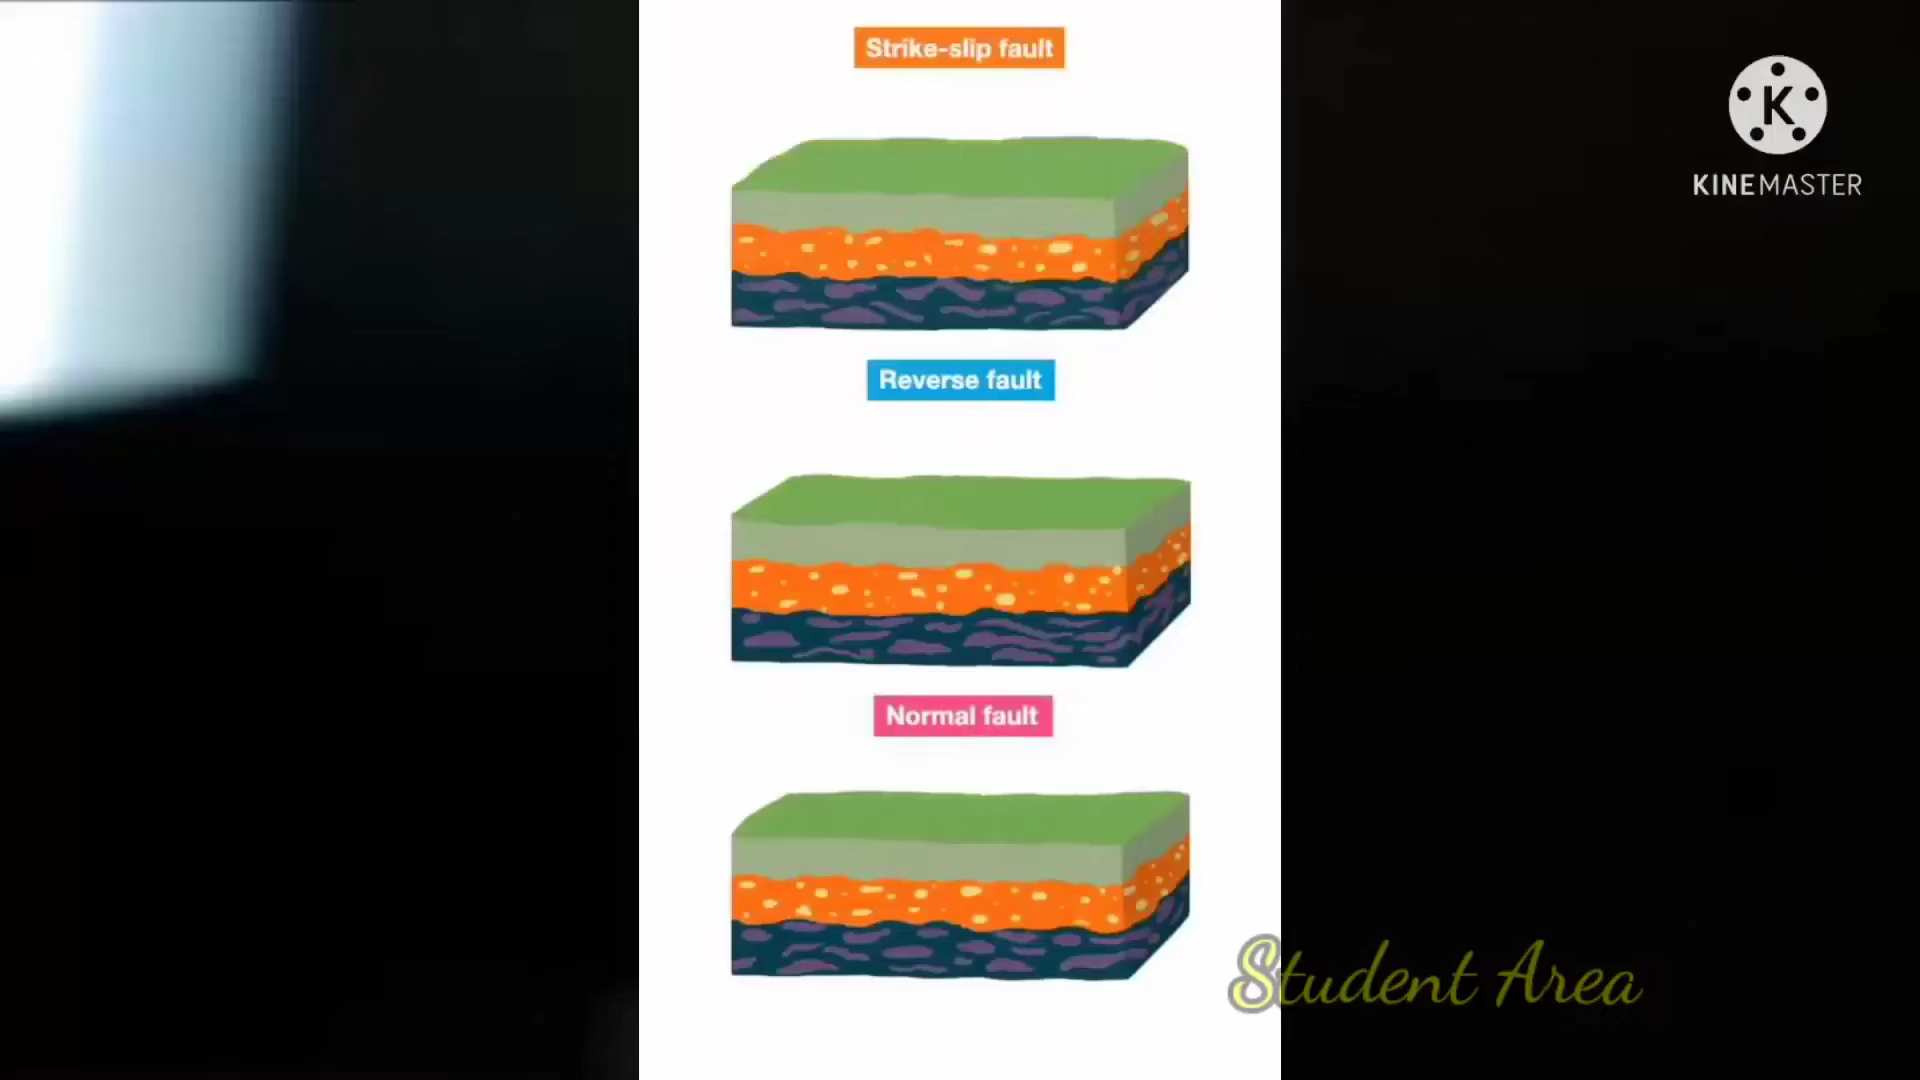 Strike-slip fault
KINEMASTER
Reverse fault
Normal fault
Student Area